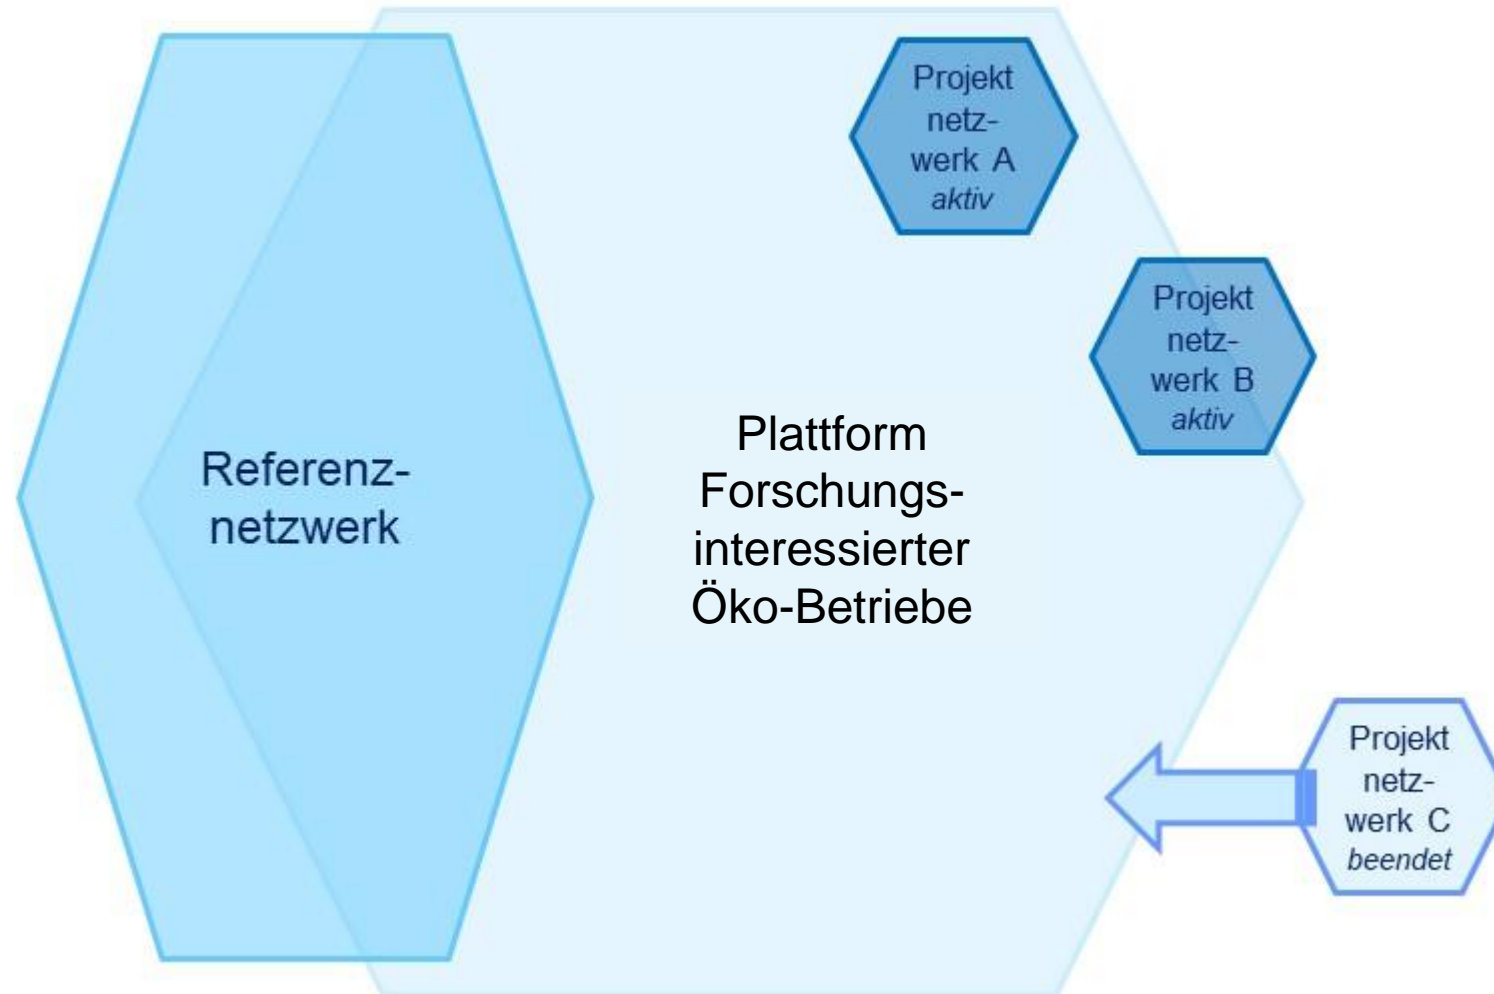 Projekt
netz-
werk A
aktiv
Projekt
netz-
werk B
aktiv
Referenz-
netzwerk
Plattform
Forschungs-
interessierter
Öko-Betriebe
Projekt
netz-
werk C
beendet